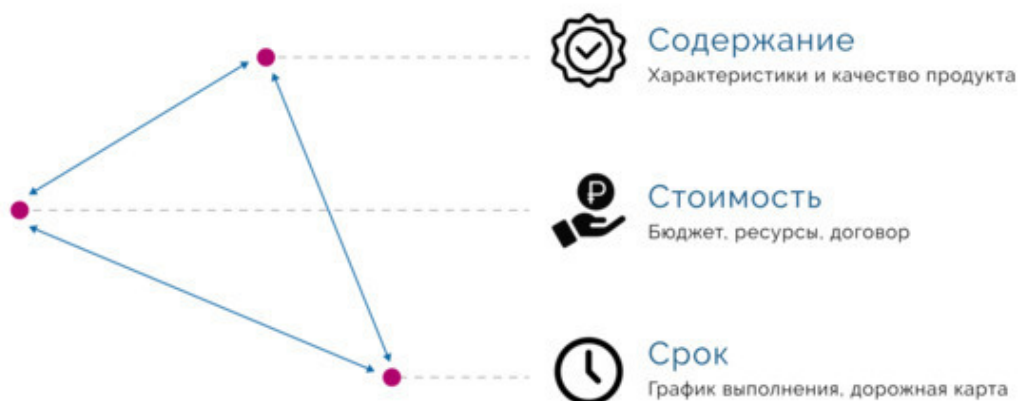 Содержание
Характеристики и качество продукта
Стоимость
Бюджет, ресурсы, договор
Срок
График выполнения, дорожная карта